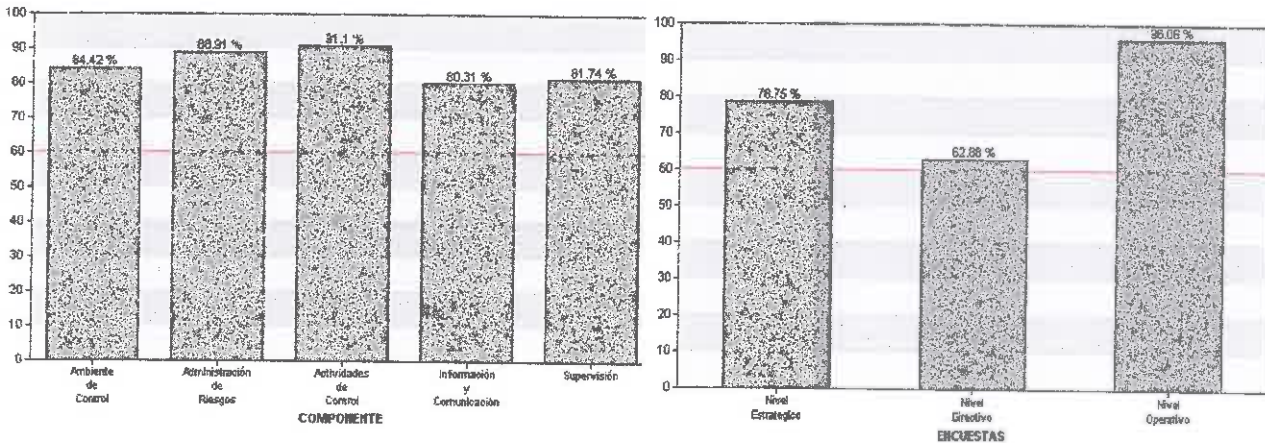 100
90
80
70
60
50
40
30
20
10
0
84.42 %
88.91 %
91.1 %
80.31 %
81.74 %
Ambiente
de
Control
Administración
de
Riesgos
Actividades
de
Control
Información
y
Comunicación
Supervisión
COMPONENTE
100
90
80
70
60
50
40
30
20
10
0
78.75 %
62.88 %
96.06 %
Nivel
Estrategico
Nivel
Directivo
Nivel
Operativo
ENCUESTAS